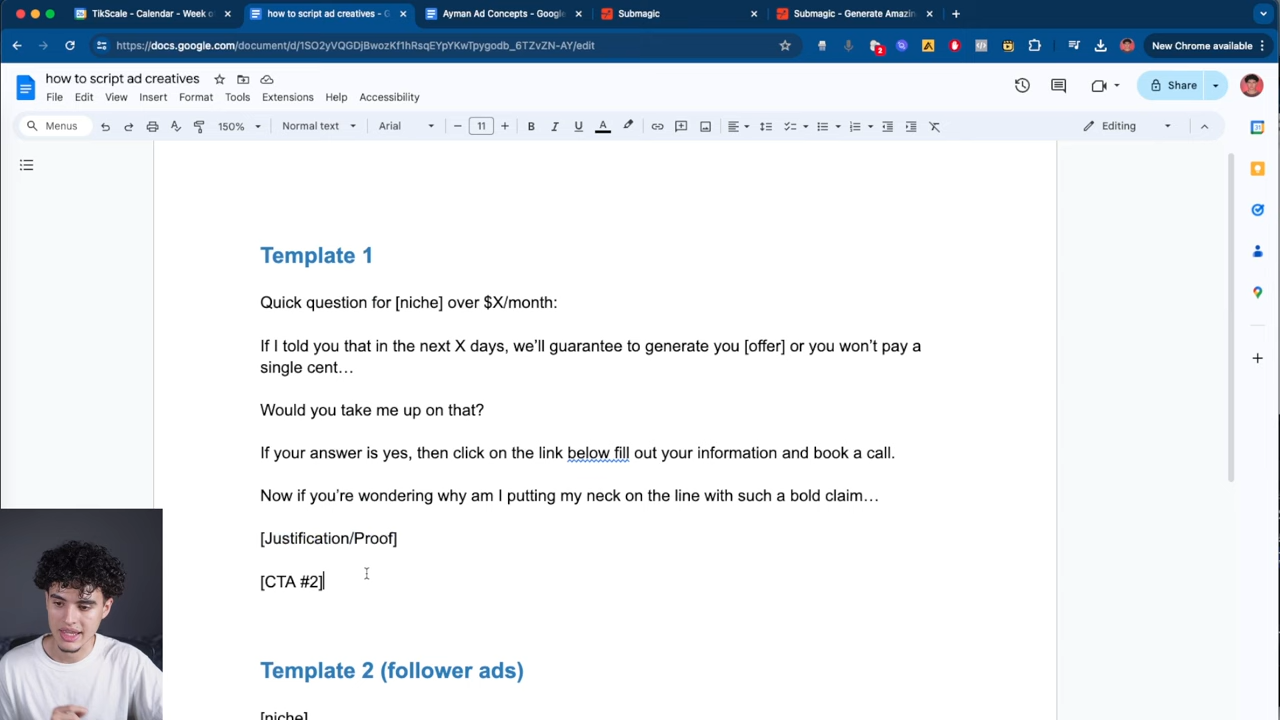 TikScale - Calendar - Week of
how to script ad creatives - G
Ayman Ad Concepts - Google
Submagic
Submagic - Generate Amazin
https://docs.google.com/document/d/1SO2yVQGDjBwozKf1hRsqEYpYKwTpygodb_6TZvZN-AY/edit
2
New Chrome available
how to script ad creatives
File Edit View Insert Format Tools Extensions Help Accessibility
Share
Menus
150%
Normal text
Arial
11
Editing
Template 1
Quick question for [niche] over $X/month:
If I told you that in the next X days, we’ll guarantee to generate you [offer] or you won’t pay a
single cent…
Would you take me up on that?
If your answer is yes, then click on the link below fill out your information and book a call.
Now if you’re wondering why am I putting my neck on the line with such a bold claim…
[Justification/Proof]
[CTA #2]
Template 2 (follower ads)
[niche]